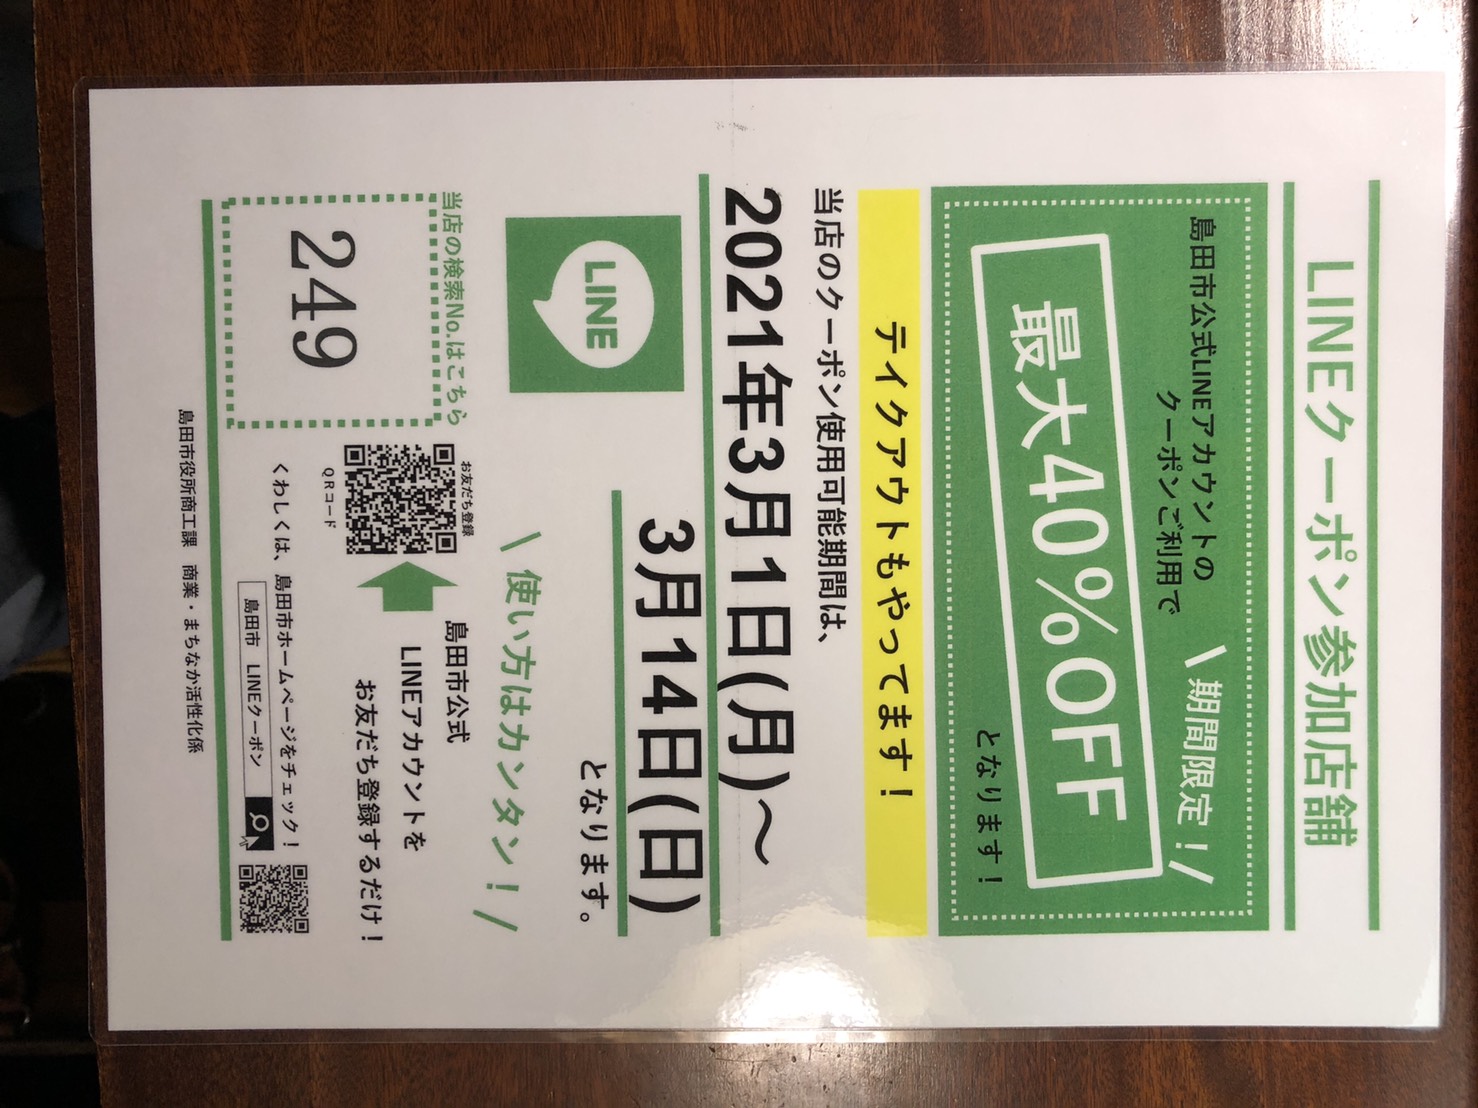 LINEクーポン参加店舗
島田市公式LINEアカウントの
クーポンご利用で
\ 期間限定! /
最大40%OFF
となります!
テイクアウトもやってます!
当店のクーポン使用可能期間は、
2021年3月1日(月)～
3月14日(日)
となります。
LINE
\ 使い方はカンタン! /
当店の検索No.はこちら
249
お友だち登録
QRコード
島田市公式
LINEアカウントを
お友だち登録するだけ!
くわしくは、島田市ホームページをチェック!
島田市 LINEクーポン
島田市役所商工課 商業・まちなか活性化係